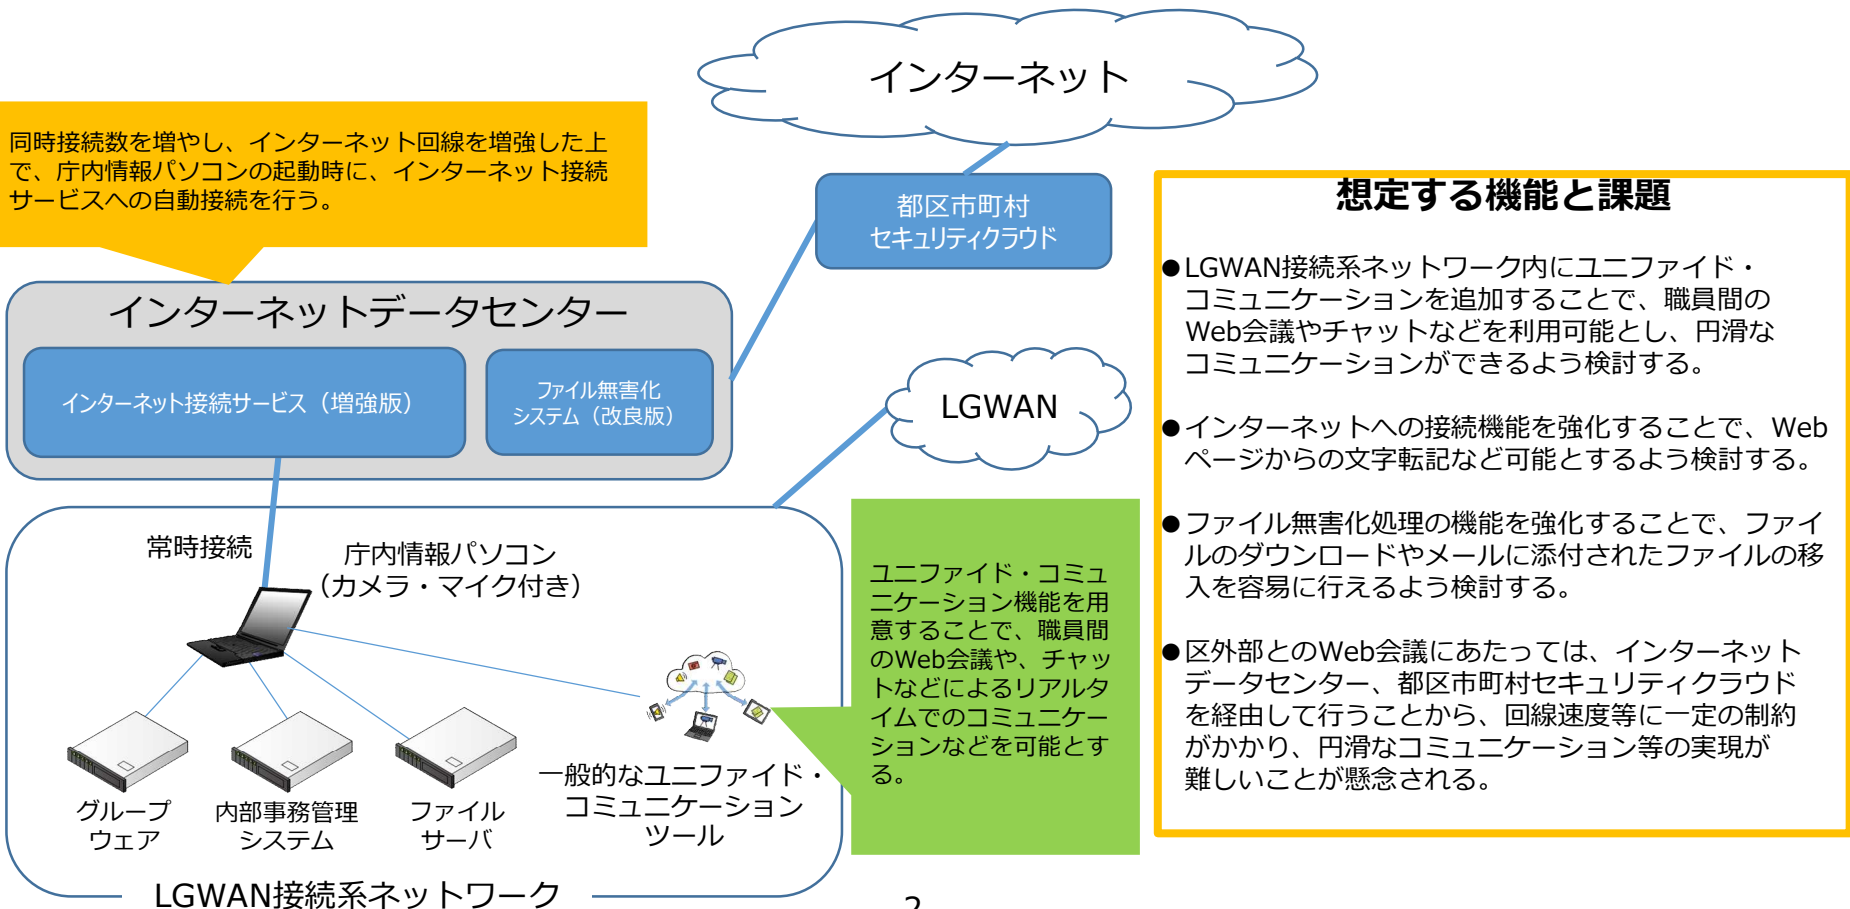 インターネット
同時接続数を増やし、インターネット回線を増強した上
で、庁内情報パソコンの起動時に、インターネット接続
サービスへの自動接続を行う。
都区市町村
セキュリティクラウド
インターネットデータセンター
インターネット接続サービス（増強版）
ファイル無害化
システム（改良版）
LGWAN
常時接続
庁内情報パソコン
（カメラ・マイク付き）
グループ
ウェア
内部事務管理
システム
ファイル
サーバ
一般的なユニファイド・
コミュニケーション
ツール
LGWAN接続系ネットワーク
ユニファイド・コミュ
ニケーション機能を用
意することで、職員間
のWeb会議や、チャッ
トなどによるリアルタ
イムでのコミュニケー
ションなどを可能とす
る。
想定する機能と課題
●LGWAN接続系ネットワーク内にユニファイド・
コミュニケーションを追加することで、職員間の
Web会議やチャットなどを利用可能とし、円滑な
コミュニケーションができるよう検討する。
●インターネットへの接続機能を強化することで、Web
ページからの文字転記など可能とするよう検討する。
●ファイル無害化処理の機能を強化することで、ファイ
ルのダウンロードやメールに添付されたファイルの移
入を容易に行えるよう検討する。
●区外部とのWeb会議にあたっては、インターネット
データセンター、都区市町村セキュリティクラウド
を経由して行うことから、回線速度等に一定の制約
がかかり、円滑なコミュニケーション等の実現が
難しいことが懸念される。
2